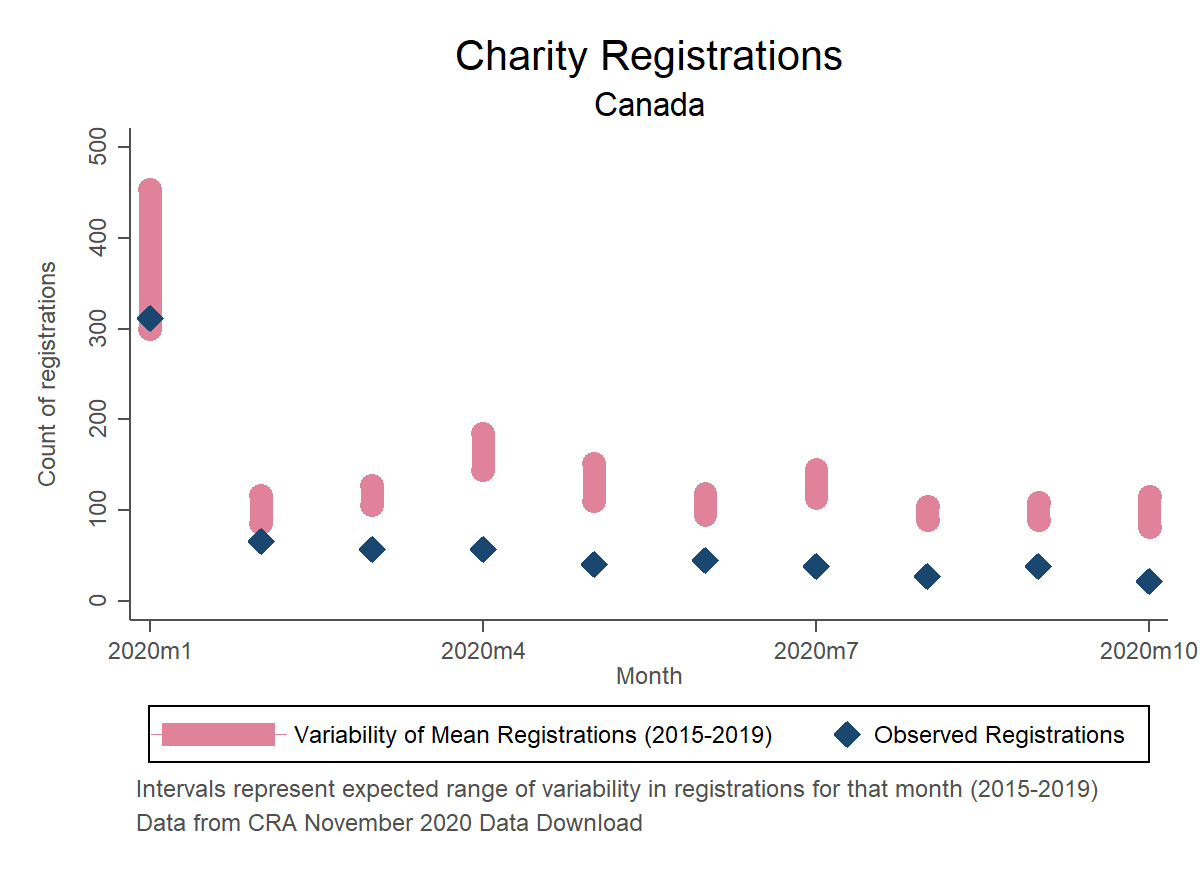 Charity Registrations
Canada
500
400
300
200
100
0
Count of registrations
2020m1 2020m4 2020m7 2020m10
Month
Variability of Mean Registrations (2015-2019) Observed Registrations
Intervals represent expected range of variability in registrations for that month (2015-2019)
Data from CRA November 2020 Data Download